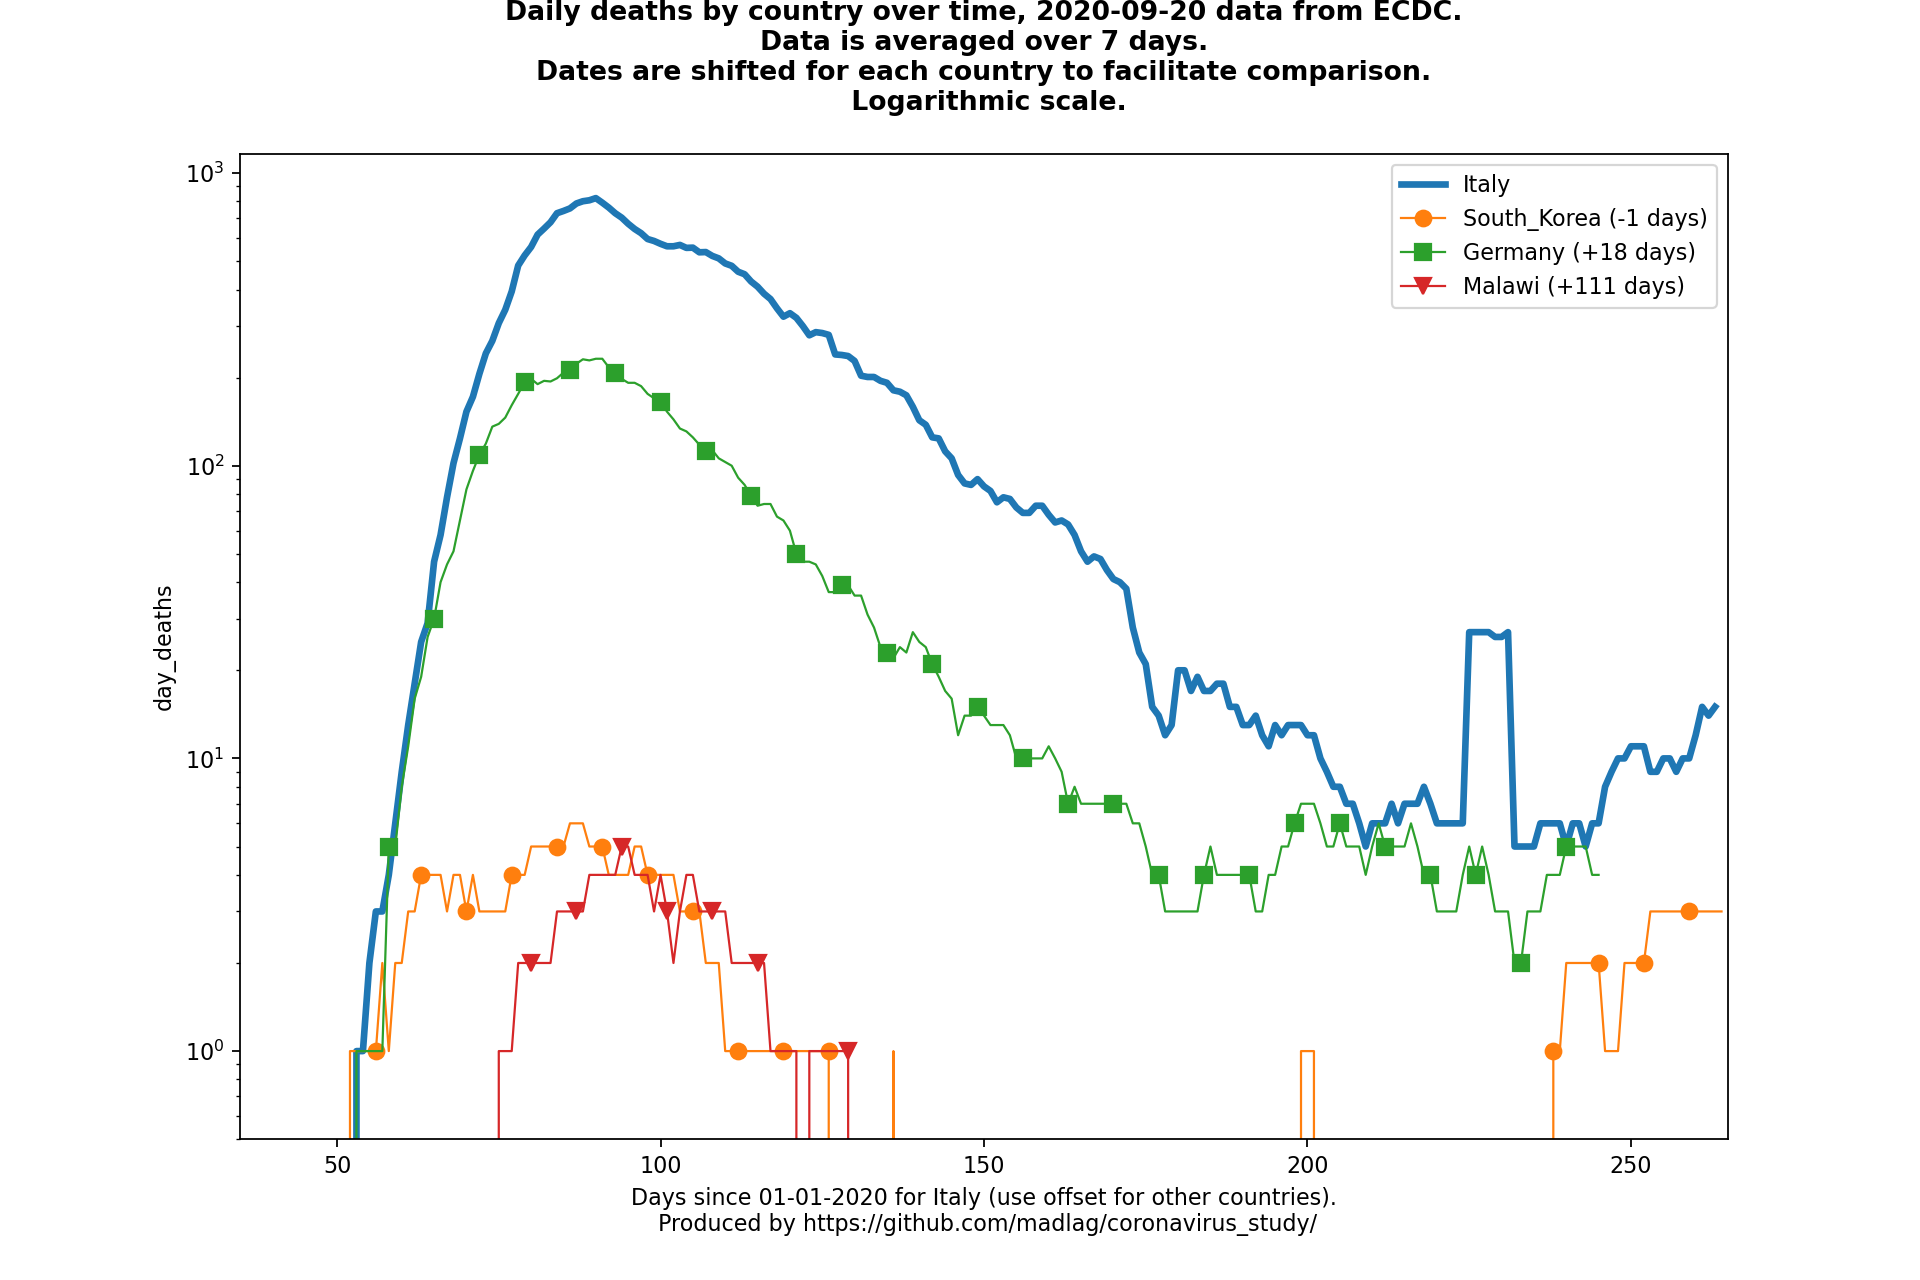 Daily deaths by country over time, 2020-09-20 data from ECDC.
Data is averaged over 7 days.
Dates are shifted for each country to facilitate comparison.
Logarithmic scale.
10³
10²
10¹
10⁰
day_deaths
Italy
South_Korea (-1 days)
Germany (+18 days)
Malawi (+111 days)
50 100 150 200 250
Days since 01-01-2020 for Italy (use offset for other countries).
Produced by https://github.com/madlag/coronavirus_study/